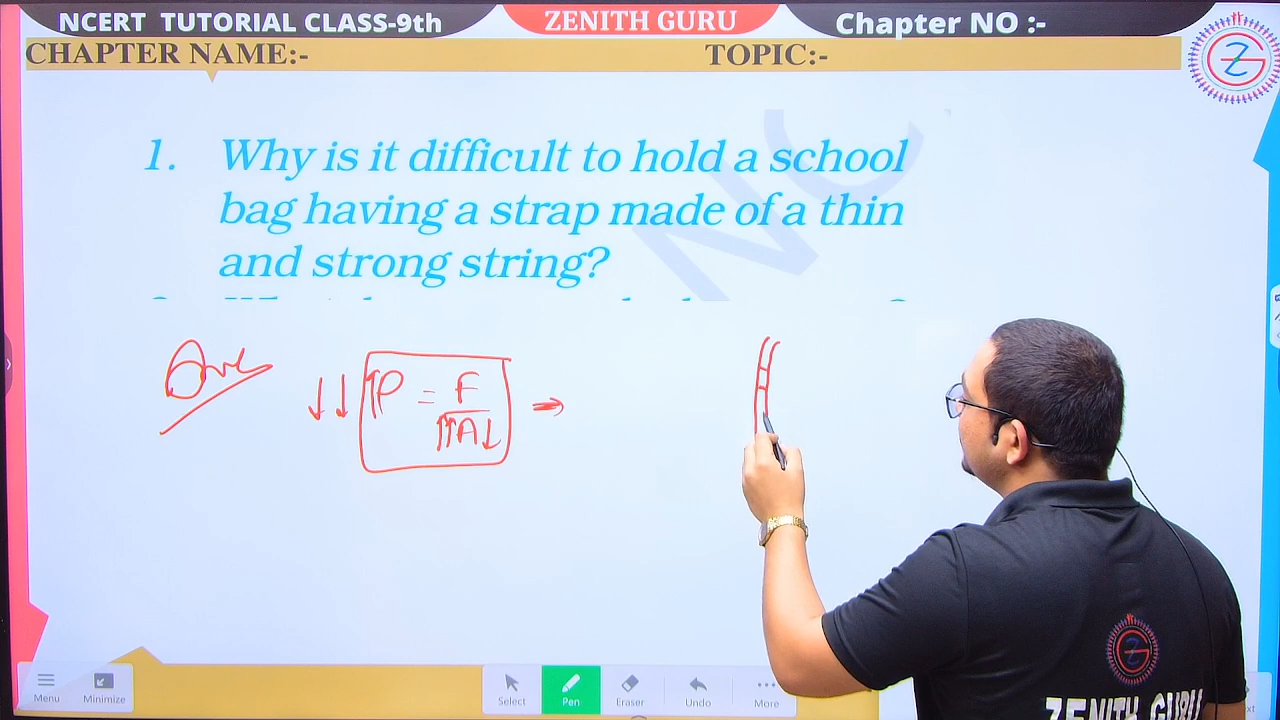 NCERT TUTORIAL CLASS-9th
ZENITH GURU
Chapter NO :-
CHAPTER NAME:-
TOPIC:-
1. Why is it difficult to hold a school
bag having a strap made of a thin
and strong string?
Ans
↓↓ ↑P = F
↑↑A↓ ⇒
NC
ZENITH GURU
Menu
Minimize
Select
Pen
Eraser
Undo
More